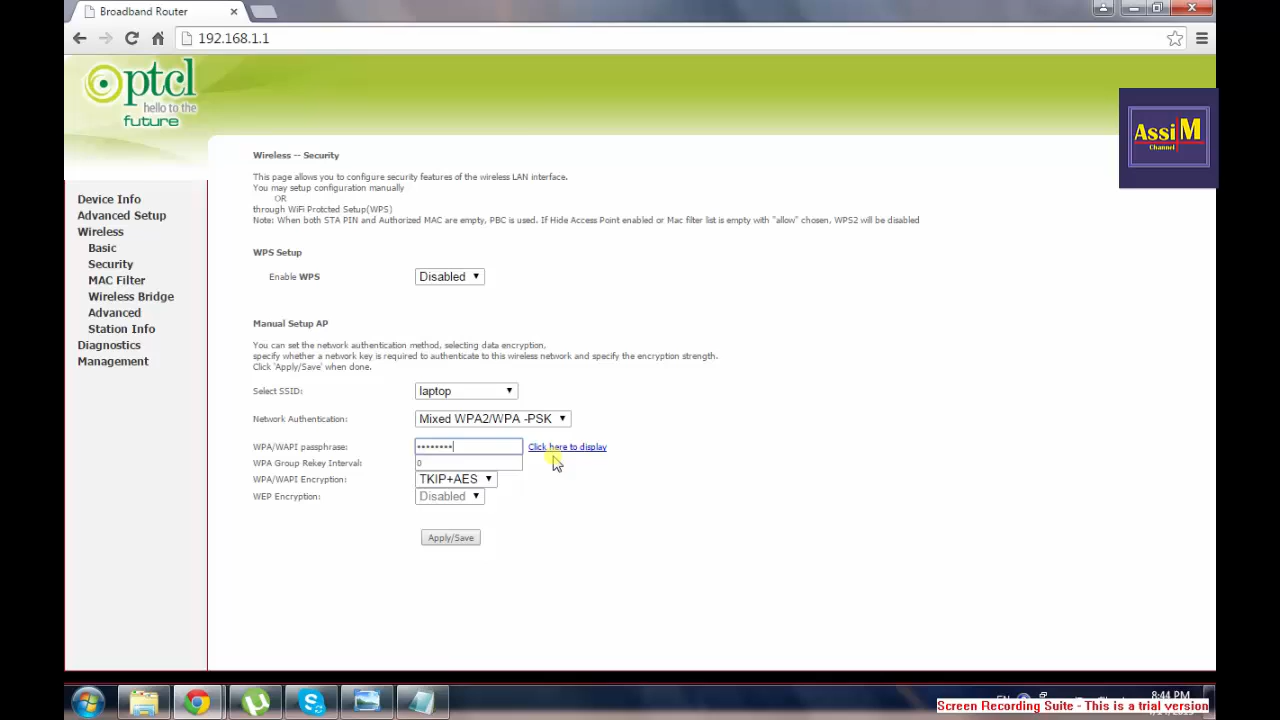 Broadband Router
192.168.1.1
ptcl
hello to the
future
AssiM
Channel
Device Info
Advanced Setup
Wireless
Basic
Security
MAC Filter
Wireless Bridge
Advanced
Station Info
Diagnostics
Management
Wireless -- Security
This page allows you to configure security features of the wireless LAN interface.
You may setup configuration manually
OR
through WiFi Protcted Setup(WPS)
Note: When both STA PIN and Authorized MAC are empty, PBC is used. If Hide Access Point enabled or Mac filter list is empty with "allow" chosen, WPS2 will be disabled
WPS Setup
Enable WPS Disabled
Manual Setup AP
You can set the network authentication method, selecting data encryption,
specify whether a network key is required to authenticate to this wireless network and specify the encryption strength.
Click 'Apply/Save' when done.
Select SSID: laptop
Network Authentication: Mixed WPA2/WPA -PSK
WPA/WAPI passphrase: •••••••• Click here to display
WPA Group Rekey Interval: 0
WPA/WAPI Encryption: TKIP+AES
WEP Encryption: Disabled
Apply/Save
8:44 PM
Screen Recording Suite - This is a trial version